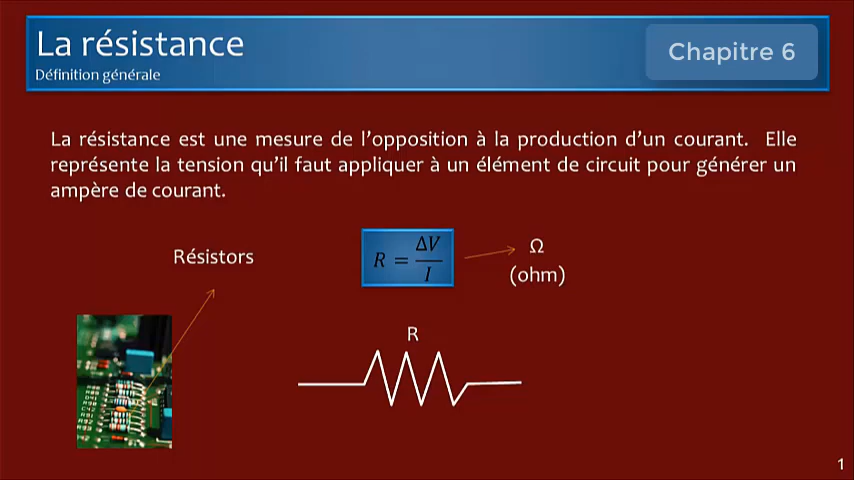 La résistance
Définition générale
Chapitre 6
La résistance est une mesure de l'opposition à la production d'un courant. Elle
représente la tension qu'il faut appliquer à un élément de circuit pour générer un
ampère de courant.
Résistors
R = ΔV/I
Ω
(ohm)
R
1